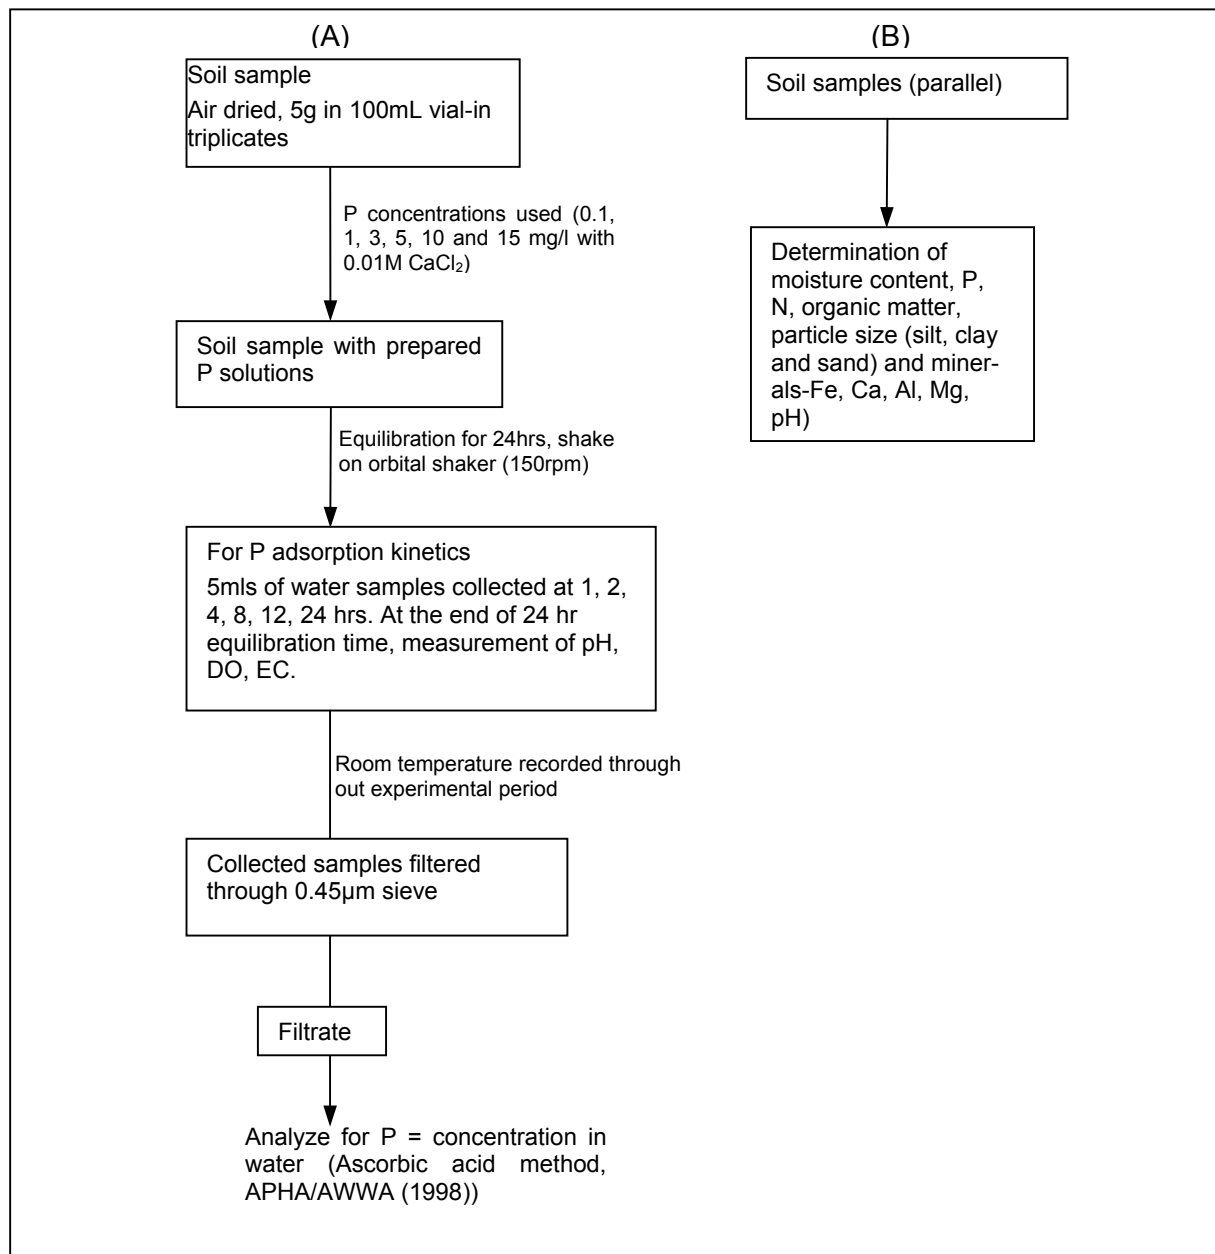 (A)
Soil sample
Air dried, 5g in 100mL vial-in
triplicates
P concentrations used (0.1,
1, 3, 5, 10 and 15 mg/l with
0.01M CaCl₂)
Soil sample with prepared
P solutions
Equilibration for 24hrs, shake
on orbital shaker (150rpm)
For P adsorption kinetics
5mls of water samples collected at 1, 2,
4, 8, 12, 24 hrs. At the end of 24 hr
equilibration time, measurement of pH,
DO, EC.
Room temperature recorded through
out experimental period
Collected samples filtered
through 0.45µm sieve
Filtrate
Analyze for P = concentration in
water (Ascorbic acid method,
APHA/AWWA (1998))
(B)
Soil samples (parallel)
Determination of
moisture content, P,
N, organic matter,
particle size (silt, clay
and sand) and miner-
als-Fe, Ca, Al, Mg,
pH)